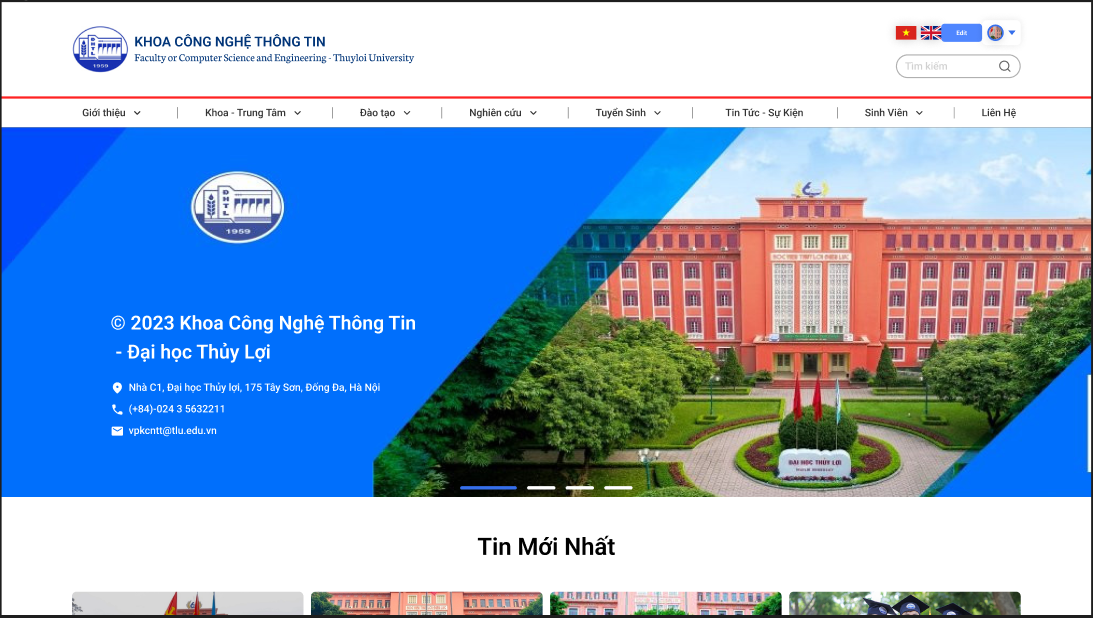 ĐHTL
1959
KHOA CÔNG NGHỆ THÔNG TIN
Faculty or Computer Science and Engineering - Thuyloi University
Edit
Tìm kiếm
Giới thiệu
Khoa - Trung Tâm
Đào tạo
Nghiên cứu
Tuyển Sinh
Tin Tức - Sự Kiện
Sinh Viên
Liên Hệ
ĐHTL
1959
© 2023 Khoa Công Nghệ Thông Tin
- Đại học Thủy Lợi
Nhà C1, Đại học Thủy lợi, 175 Tây Sơn, Đống Đa, Hà Nội
(+84)-024 3 5632211
vpkcntt@tlu.edu.vn
ĐẠI HỌC THỦY LỢI
Tin Mới Nhất